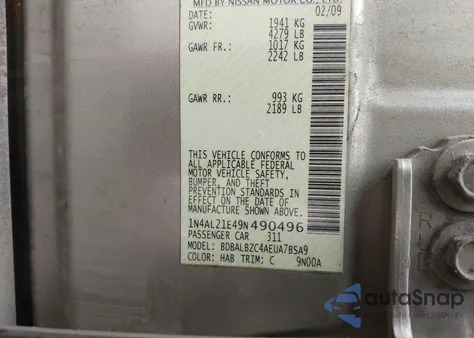 MFD BY NISSAN MOTOR CO., LTD.
DATE: 02/09
GVWR: 1941 KG
4279 LB
GAWR FR.: 1017 KG
2242 LB
GAWR RR.: 993 KG
2189 LB
THIS VEHICLE CONFORMS TO
ALL APPLICABLE FEDERAL
MOTOR VEHICLE SAFETY,
BUMPER, AND THEFT
PREVENTION STANDARDS
IN EFFECT ON THE DATE OF
MANUFACTURE SHOWN ABOVE.
1N4AL21E49N490496
PASSENGER CAR 311
MODEL: BDBALBZC4AEUA7BSA9
COLOR: HAB TRIM: C 9N00A
autoSnap